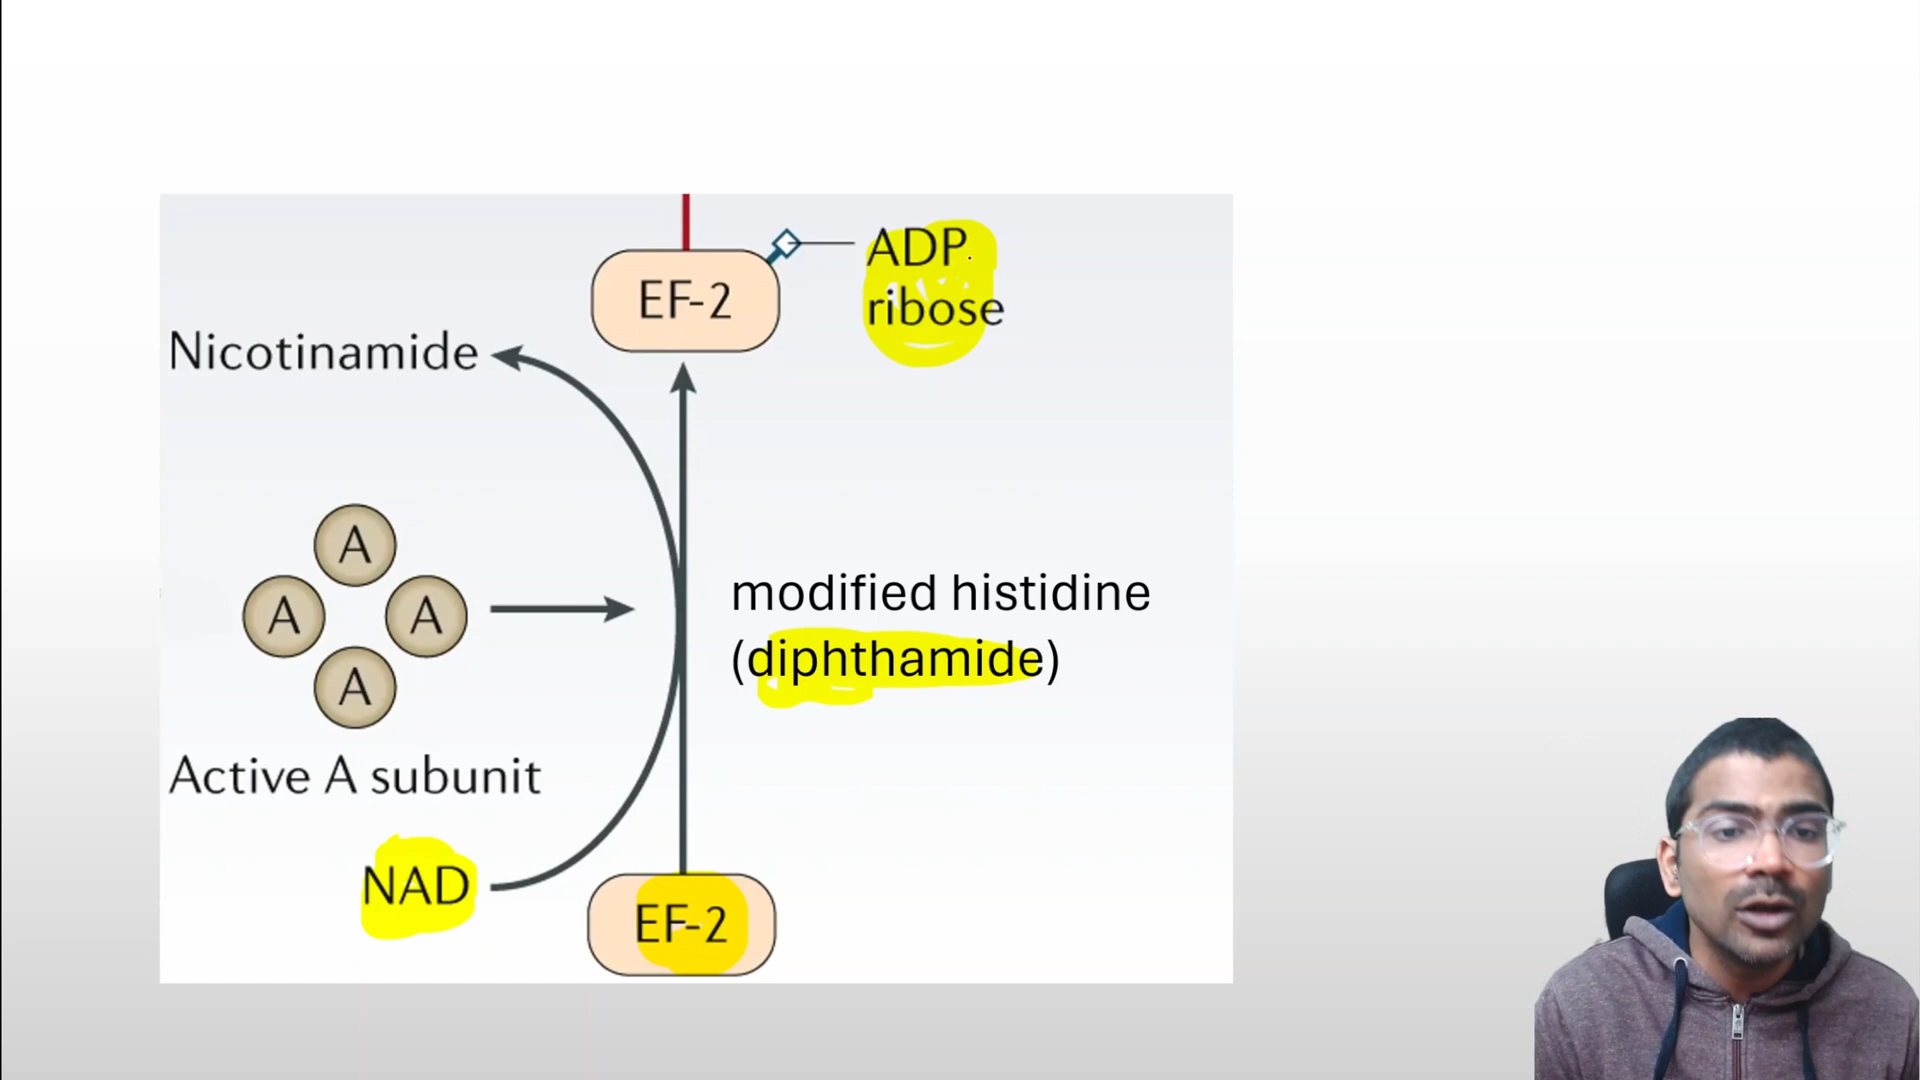 ADP
ribose
EF-2
Nicotinamide
A
A
A
A
modified histidine
(diphthamide)
Active A subunit
NAD
EF-2